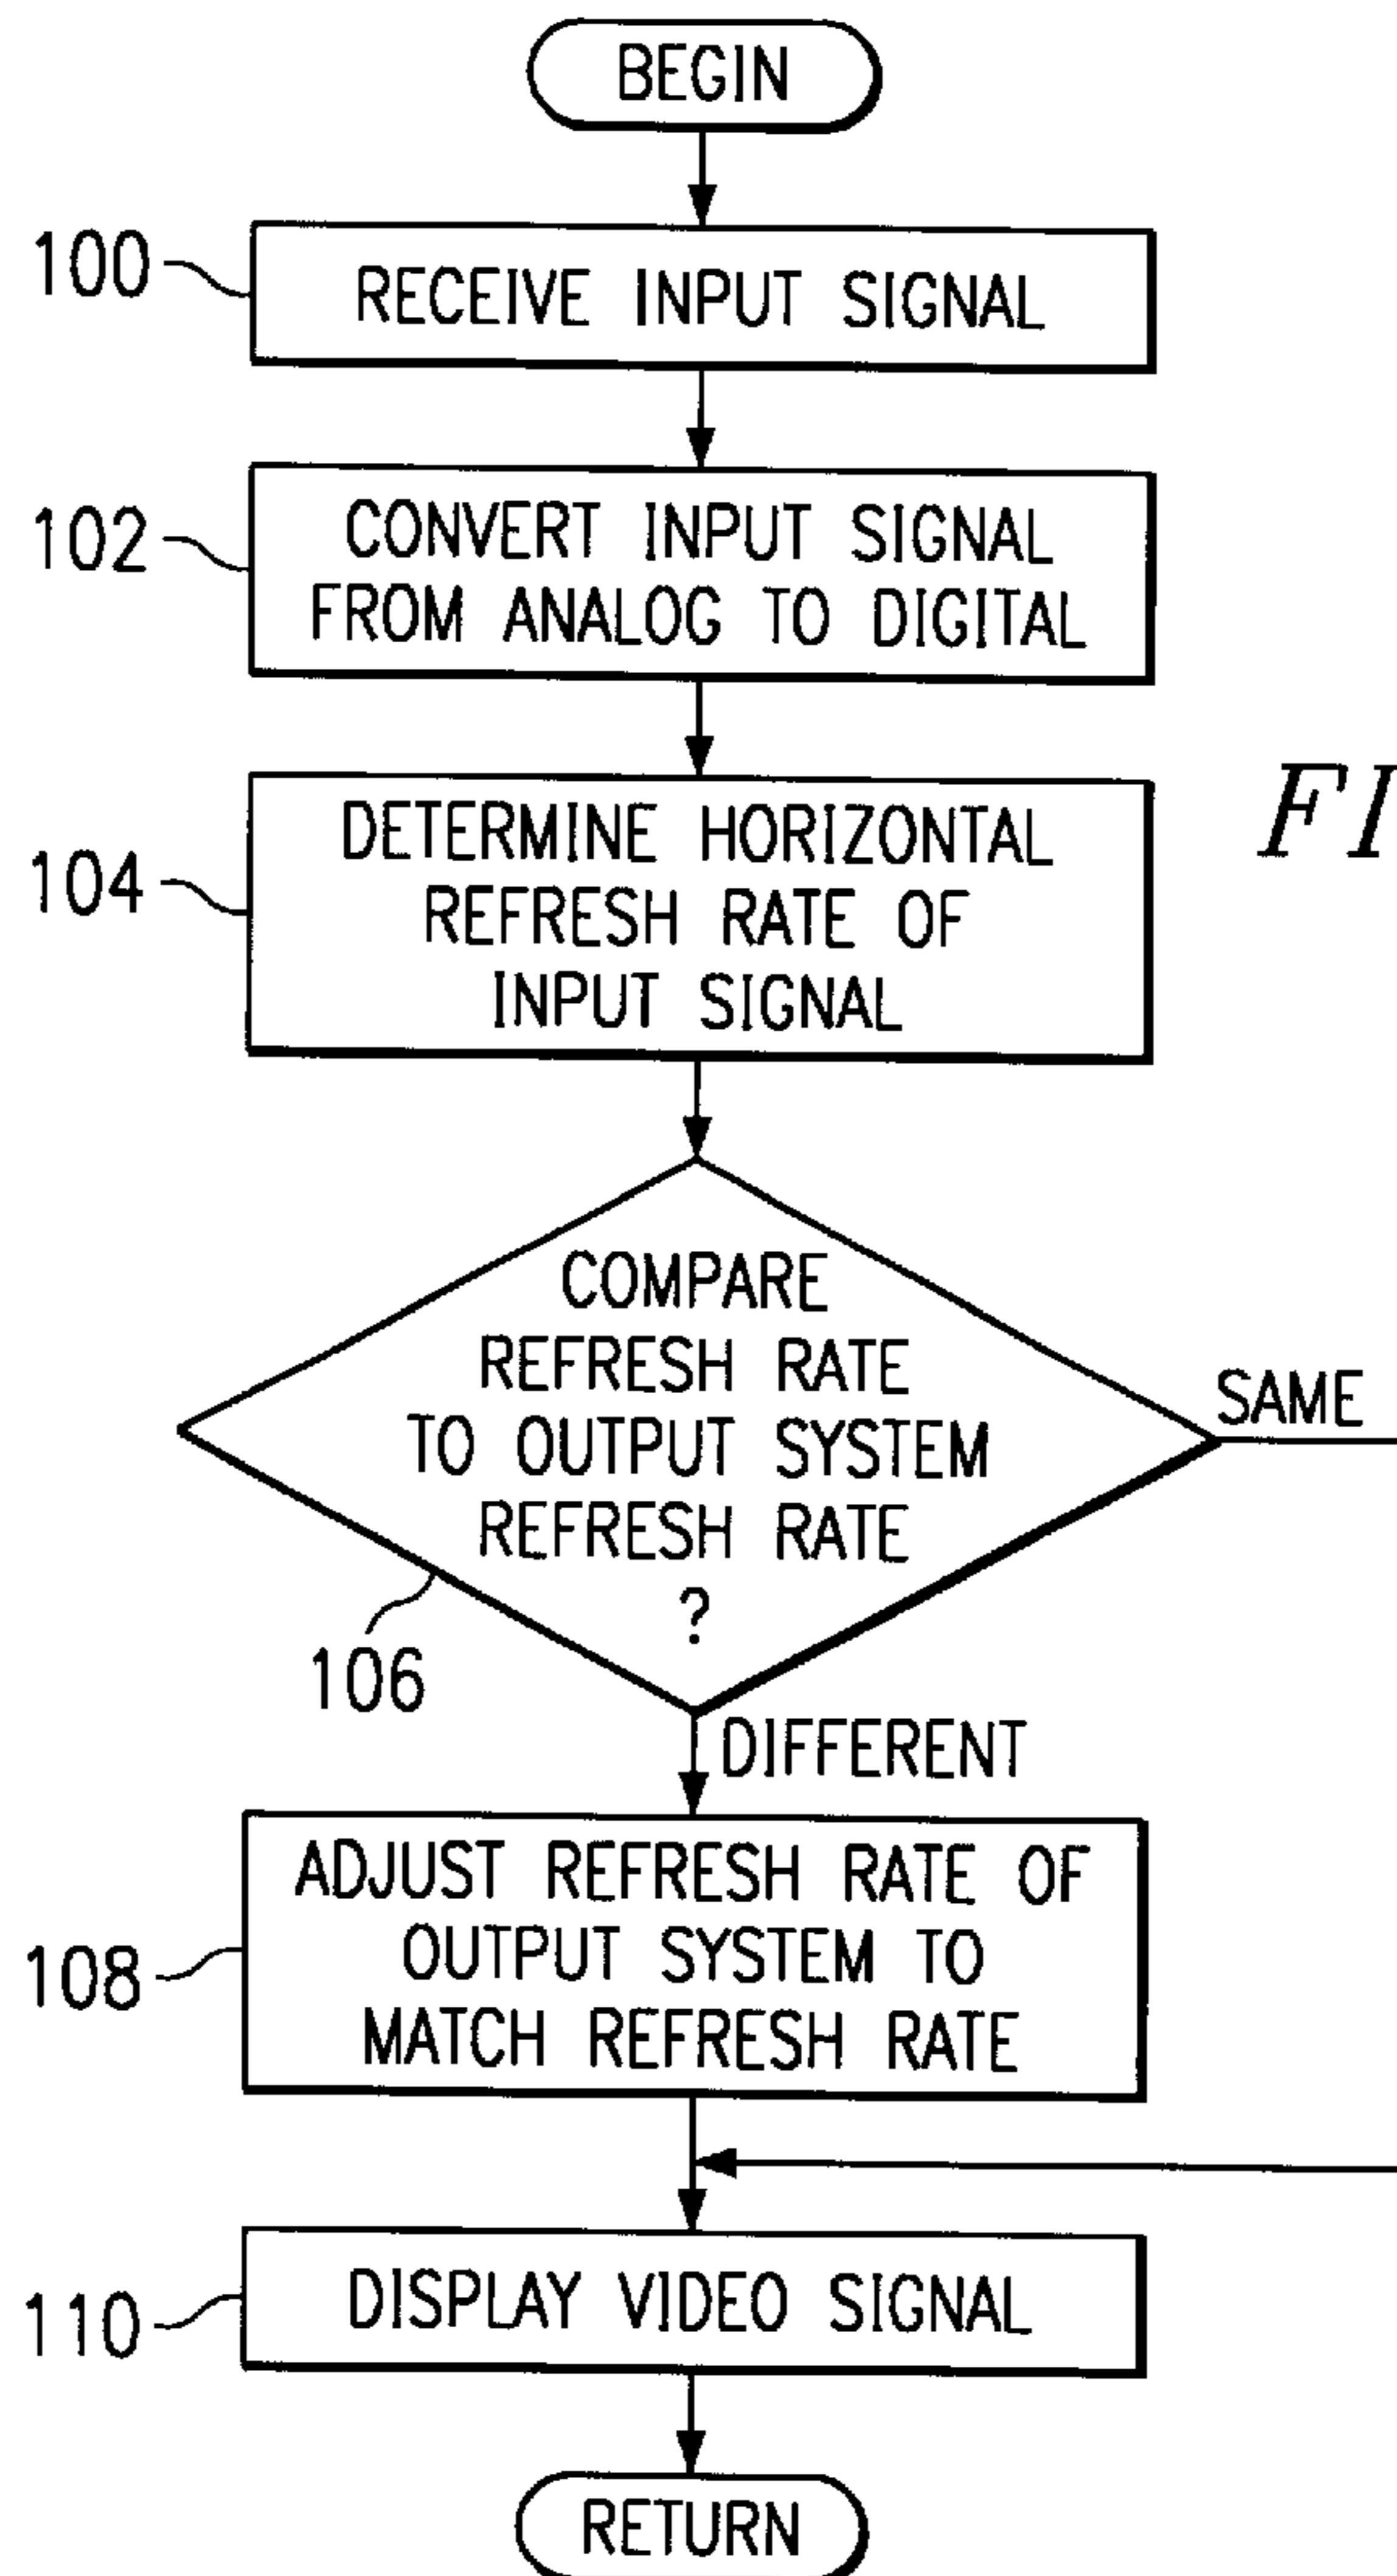 BEGIN
100
RECEIVE INPUT SIGNAL
102
CONVERT INPUT SIGNAL
FROM ANALOG TO DIGITAL
104
DETERMINE HORIZONTAL
REFRESH RATE OF
INPUT SIGNAL
FI
COMPARE
REFRESH RATE
TO OUTPUT SYSTEM
REFRESH RATE
?
SAME
106
DIFFERENT
108
ADJUST REFRESH RATE OF
OUTPUT SYSTEM TO
MATCH REFRESH RATE
110
DISPLAY VIDEO SIGNAL
RETURN